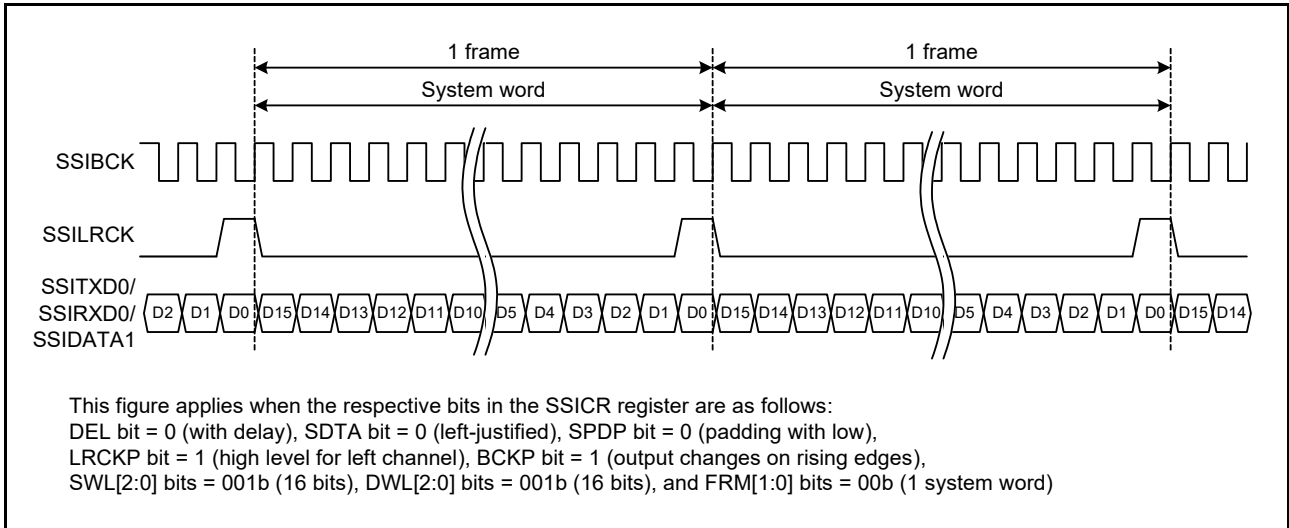 1 frame 1 frame
System word System word
SSIBCK
SSILRCK
SSITXD0/
SSIRXD0/
SSIDATA1
D2 D1 D0 D15 D14 D13 D12 D11 D10 D5 D4 D3 D2 D1 D0 D15 D14 D13 D12 D11 D10 D5 D4 D3 D2 D1 D0 D15 D14
This figure applies when the respective bits in the SSICR register are as follows:
DEL bit = 0 (with delay), SDTA bit = 0 (left-justified), SPDP bit = 0 (padding with low),
LRCKP bit = 1 (high level for left channel), BCKP bit = 1 (output changes on rising edges),
SWL[2:0] bits = 001b (16 bits), DWL[2:0] bits = 001b (16 bits), and FRM[1:0] bits = 00b (1 system word)